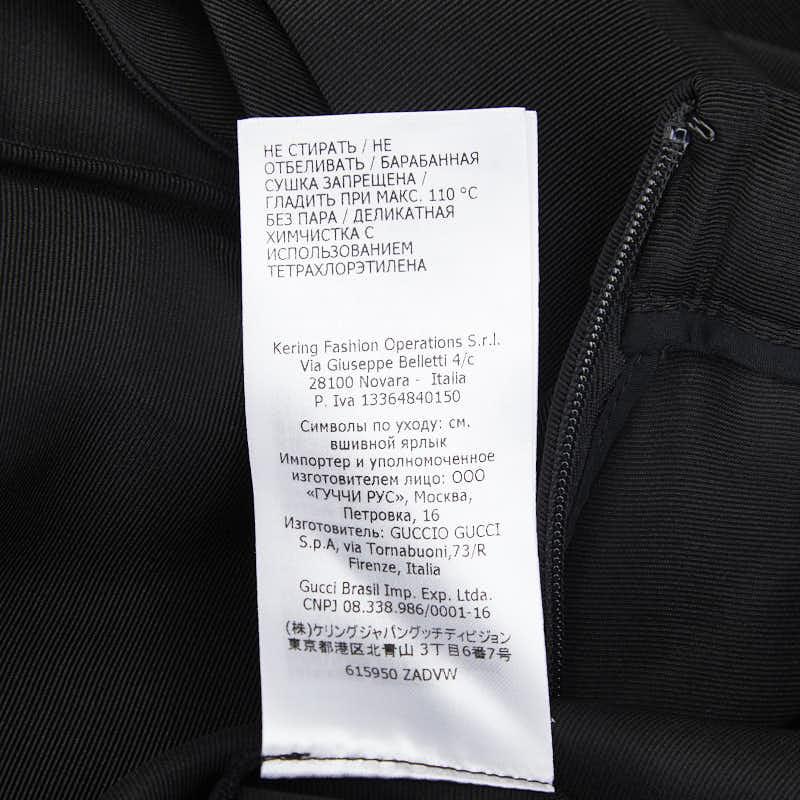 НЕ СТИРАТЬ / НЕ
ОТБЕЛИВАТЬ / БАРАБАННАЯ
СУШКА ЗАПРЕЩЕНА /
ГЛАДИТЬ ПРИ МАКС. 110 °C
БЕЗ ПАРА / ДЕЛИКАТНАЯ
ХИМЧИСТКА С
ИСПОЛЬЗОВАНИЕМ
ТЕТРАХЛОРЭТИЛЕНА
Kering Fashion Operations S.r.l.
Via Giuseppe Belletti 4/c
28100 Novara - Italia
P. Iva 13364840150
Символы по уходу: см.
вшивной ярлык
Импортер и уполномоченное
изготовителем лицо: ООО
«ГУЧЧИ РУС», Москва,
Петровка, 16
Изготовитель: GUCCIO GUCCI
S.p.A, via Tornabuoni,73/R
Firenze, Italia
Gucci Brasil Imp. Exp. Ltda.
CNPJ 08.338.986/0001-16
(株)ケリングジャパングッチディビジョン
東京都港区北青山 3丁目6番7号
615950 ZADVW